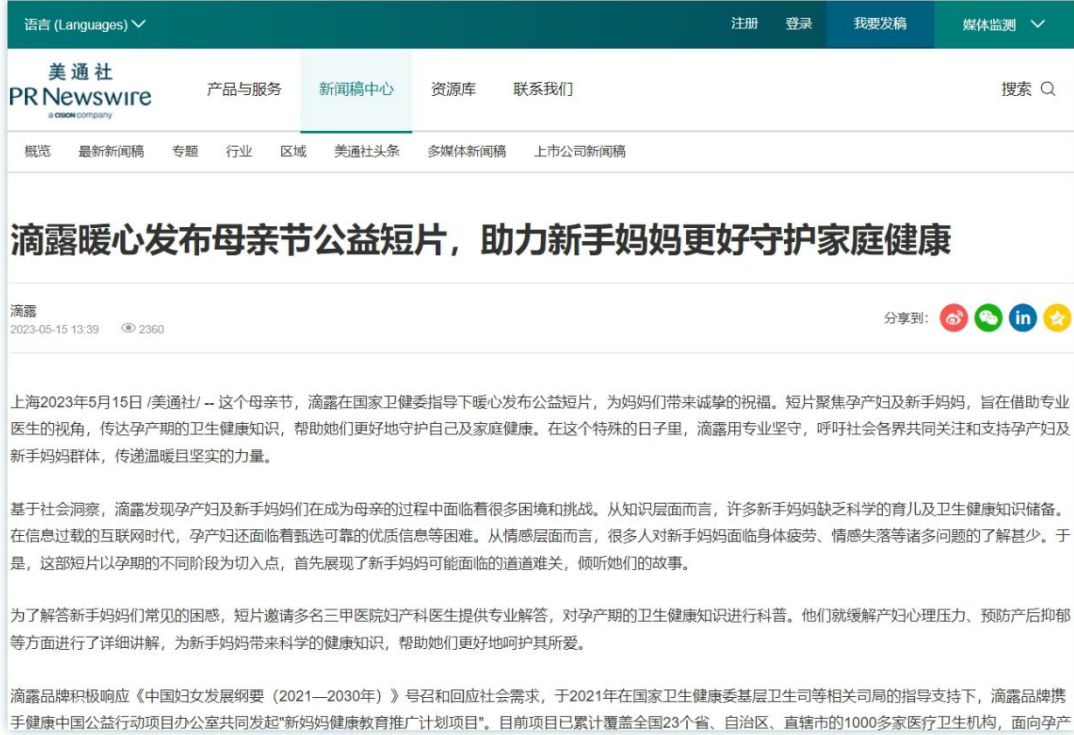 语言 (Languages)
注册 登录 我要发稿 媒体监测
美通社
PR Newswire
a CISION company
产品与服务 新闻稿中心 资源库 联系我们 搜索
概览 最新新闻稿 专题 行业 区域 美通社头条 多媒体新闻稿 上市公司新闻稿
滴露暖心发布母亲节公益短片，助力新手妈妈更好守护家庭健康
滴露
2023-05-15 13:39 2360
分享到:
上海2023年5月15日 /美通社/ -- 这个母亲节，滴露在国家卫健委指导下暖心发布公益短片，为妈妈们带来诚挚的祝福。短片聚焦孕产妇及新手妈妈，旨在借助专业
医生的视角，传达孕产期的卫生健康知识，帮助她们更好地守护自己及家庭健康。在这个特殊的日子里，滴露用专业坚守，呼吁社会各界共同关注和支持孕产妇及
新手妈妈群体，传递温暖且坚实的力量。
基于社会洞察，滴露发现孕产妇及新手妈妈们在成为母亲的过程中面临着很多困境和挑战。从知识层面而言，许多新手妈妈缺乏科学的育儿及卫生健康知识储备。
在信息过载的互联网时代，孕产妇还面临着甄选可靠的优质信息等困难。从情感层面而言，很多人对新手妈妈面临身体疲劳、情感失落等诸多问题的了解甚少。于
是，这部短片以孕期的不同阶段为切入点，首先展现了新手妈妈可能面临的道道难关，倾听她们的故事。
为了解答新手妈妈们常见的困惑，短片邀请多名三甲医院妇产科医生提供专业解答，对孕产期的卫生健康知识进行科普。他们就缓解产妇心理压力、预防产后抑郁
等方面进行了详细讲解，为新手妈妈带来科学的健康知识，帮助她们更好地呵护其所爱。
滴露品牌积极响应《中国妇女发展纲要（2021—2030年）》号召和回应社会需求，于2021年在国家卫生健康委基层卫生司等相关司局的指导支持下，滴露品牌携
手健康中国公益行动项目办公室共同发起"新妈妈健康教育推广计划项目"。目前项目已累计覆盖全国23个省、自治区、直辖市的1000多家医疗卫生机构，面向孕产